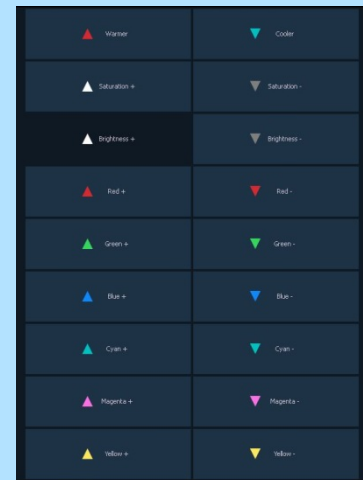 Warmer
Cooler
Saturation +
Saturation -
Brightness +
Brightness -
Red +
Red -
Green +
Green -
Blue +
Blue -
Cyan +
Cyan -
Magenta +
Magenta -
Yellow +
Yellow -